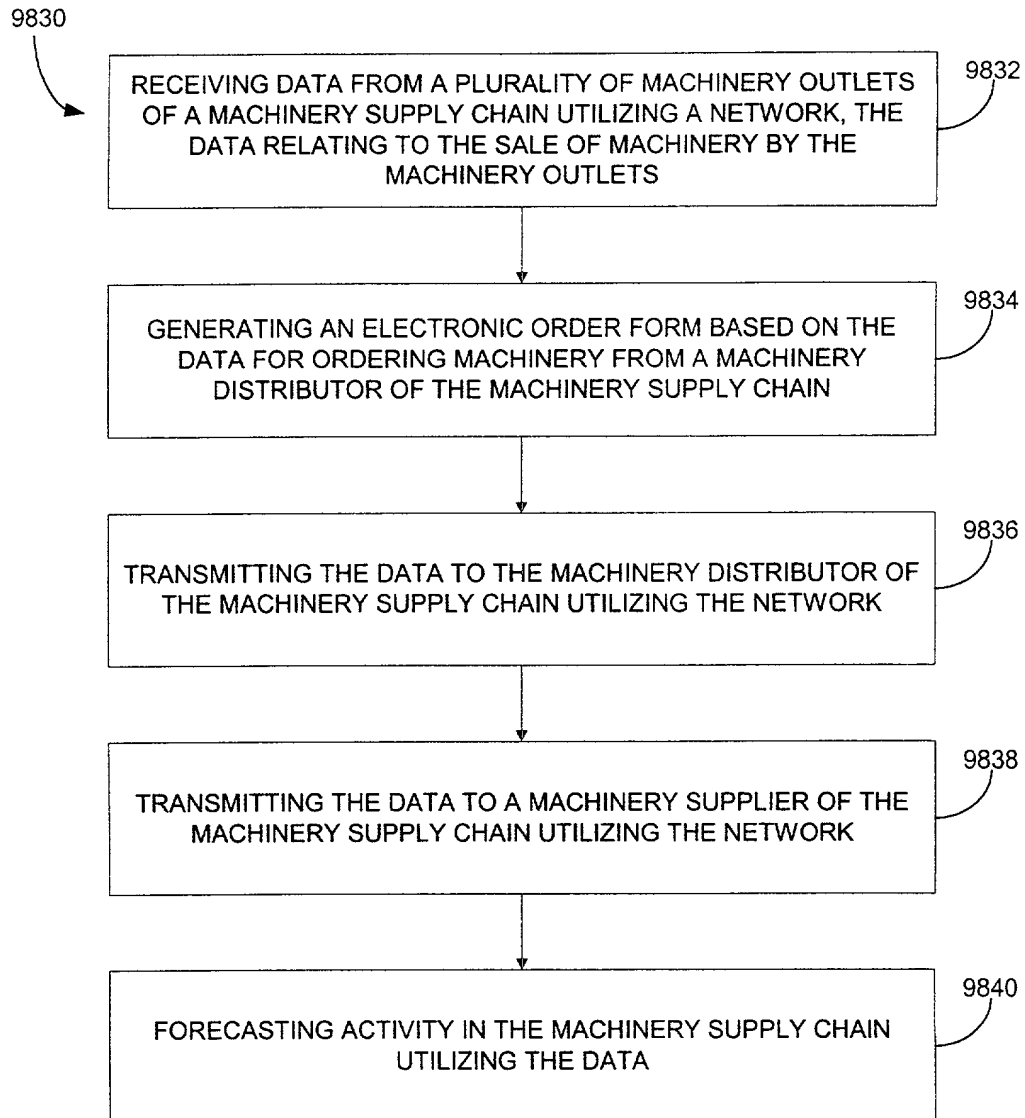 9830
RECEIVING DATA FROM A PLURALITY OF MACHINERY OUTLETS
OF A MACHINERY SUPPLY CHAIN UTILIZING A NETWORK, THE
DATA RELATING TO THE SALE OF MACHINERY BY THE
MACHINERY OUTLETS
9832
GENERATING AN ELECTRONIC ORDER FORM BASED ON THE
DATA FOR ORDERING MACHINERY FROM A MACHINERY
DISTRIBUTOR OF THE MACHINERY SUPPLY CHAIN
9834
TRANSMITTING THE DATA TO THE MACHINERY DISTRIBUTOR OF
THE MACHINERY SUPPLY CHAIN UTILIZING THE NETWORK
9836
TRANSMITTING THE DATA TO A MACHINERY SUPPLIER OF THE
MACHINERY SUPPLY CHAIN UTILIZING THE NETWORK
9838
FORECASTING ACTIVITY IN THE MACHINERY SUPPLY CHAIN
UTILIZING THE DATA
9840